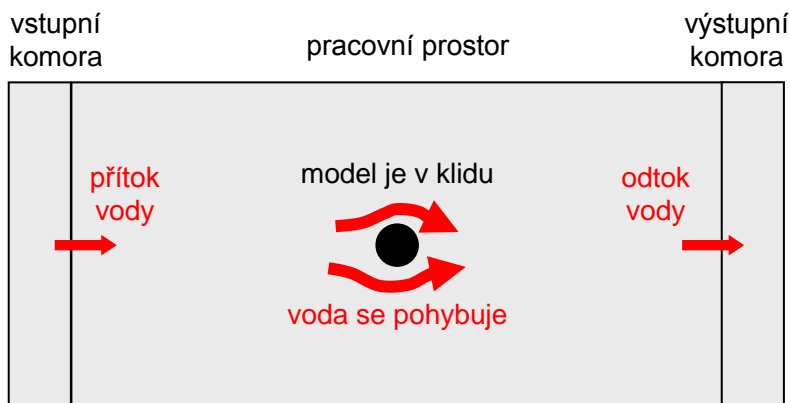 vstupní
komora
pracovní prostor
výstupní
komora
přítok
vody
model je v klidu
odtok
vody
voda se pohybuje